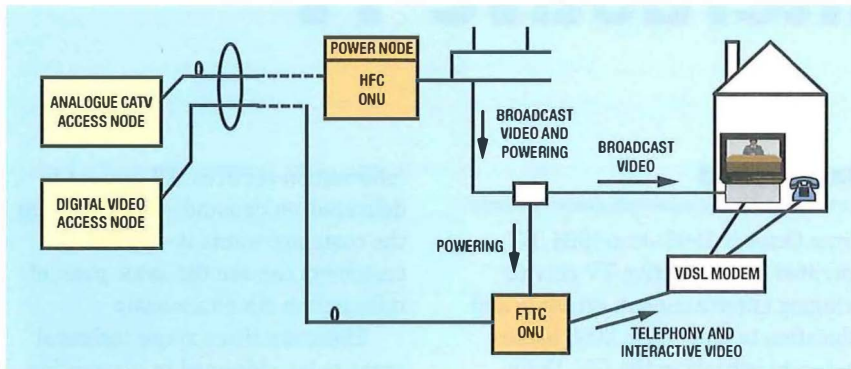 POWER NODE
HFC
ONU
ANALOGUE CATV
ACCESS NODE
DIGITAL VIDEO
ACCESS NODE
BROADCAST
VIDEO AND
POWERING
BROADCAST
VIDEO
POWERING
VDSL MODEM
FTTC
ONU
TELEPHONY AND
INTERACTIVE VIDEO